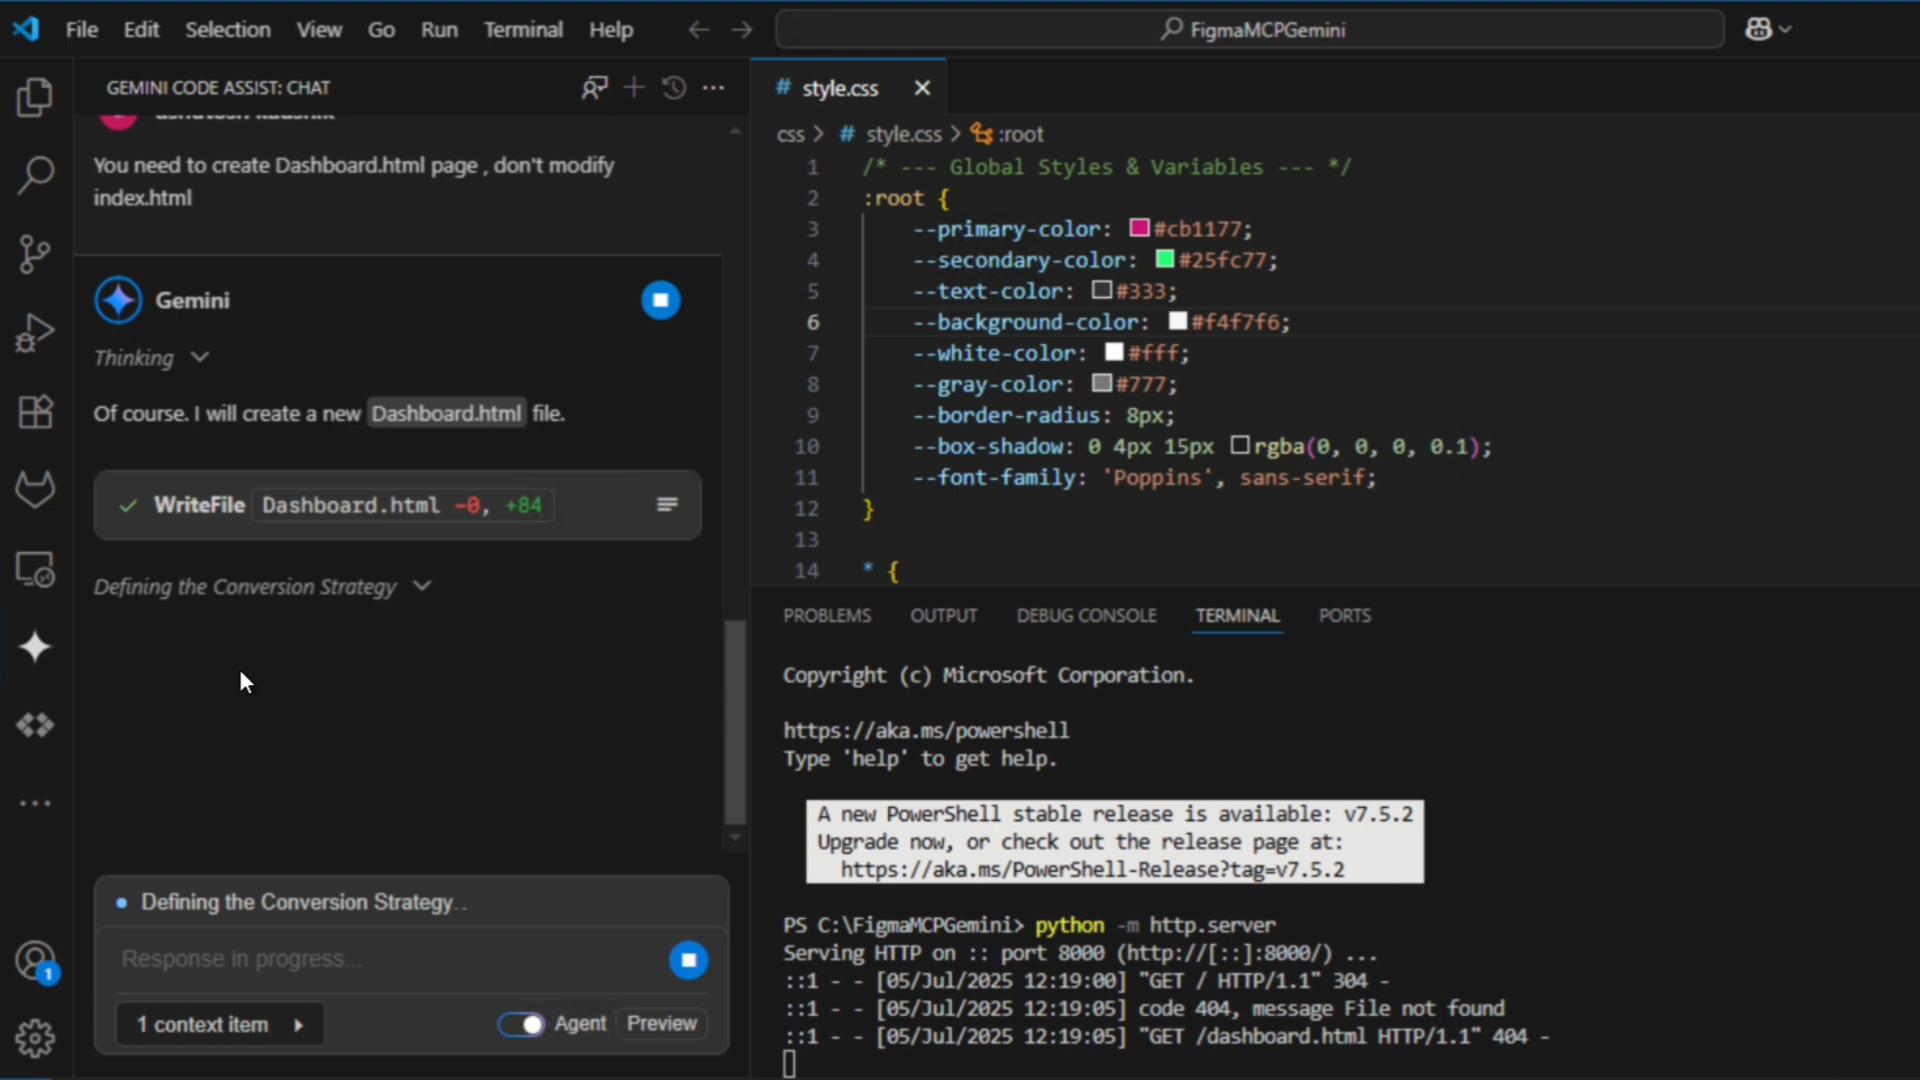 File Edit Selection View Go Run Terminal Help
FigmaMCPGemini
GEMINI CODE ASSIST: CHAT
You need to create Dashboard.html page , don't modify
index.html
Gemini
Thinking
Of course. I will create a new Dashboard.html file.
WriteFile Dashboard.html -0, +84
Defining the Conversion Strategy
Defining the Conversion Strategy..
Response in progress...
1 context item
Agent Preview
1
# style.css
css > # style.css > :root
1 /* --- Global Styles & Variables --- */
2 :root {
3 --primary-color: #cb1177;
4 --secondary-color: #25fc77;
5 --text-color: #333;
6 --background-color: #f4f7f6;
7 --white-color: #fff;
8 --gray-color: #777;
9 --border-radius: 8px;
10 --box-shadow: 0 4px 15px rgba(0, 0, 0, 0.1);
11 --font-family: 'Poppins', sans-serif;
12 }
13
14 * {
PROBLEMS OUTPUT DEBUG CONSOLE TERMINAL PORTS
Copyright (c) Microsoft Corporation.
https://aka.ms/powershell
Type 'help' to get help.
A new PowerShell stable release is available: v7.5.2
Upgrade now, or check out the release page at:
https://aka.ms/PowerShell-Release?tag=v7.5.2
PS C:\FigmaMCPGemini> python -m http.server
Serving HTTP on :: port 8000 (http://[::]:8000/) ...
::1 - - [05/Jul/2025 12:19:00] "GET / HTTP/1.1" 304 -
::1 - - [05/Jul/2025 12:19:05] code 404, message File not found
::1 - - [05/Jul/2025 12:19:05] "GET /dashboard.html HTTP/1.1" 404 -